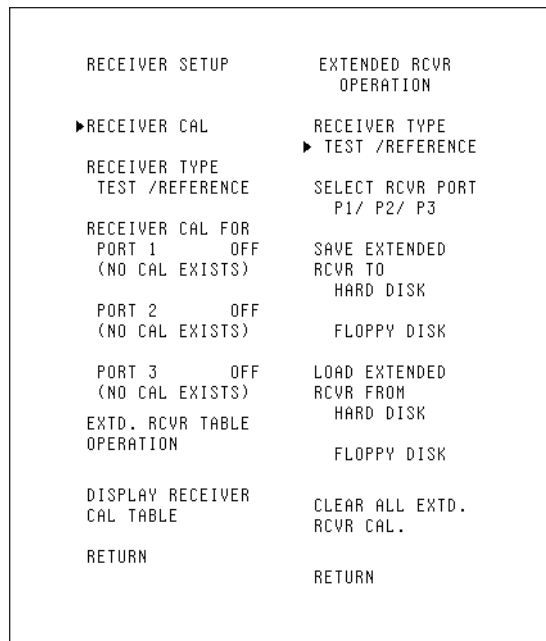 RECEIVER SETUP
▶RECEIVER CAL
RECEIVER TYPE
TEST /REFERENCE
RECEIVER CAL FOR
PORT 1 OFF
(NO CAL EXISTS)
PORT 2 OFF
(NO CAL EXISTS)
PORT 3 OFF
(NO CAL EXISTS)
EXTD. RCVR TABLE
OPERATION
DISPLAY RECEIVER
CAL TABLE
RETURN
EXTENDED RCVR
OPERATION
RECEIVER TYPE
▶ TEST /REFERENCE
SELECT RCVR PORT
P1/ P2/ P3
SAVE EXTENDED
RCVR TO
HARD DISK
FLOPPY DISK
LOAD EXTENDED
RCVR FROM
HARD DISK
FLOPPY DISK
CLEAR ALL EXTD.
RCVR CAL.
RETURN